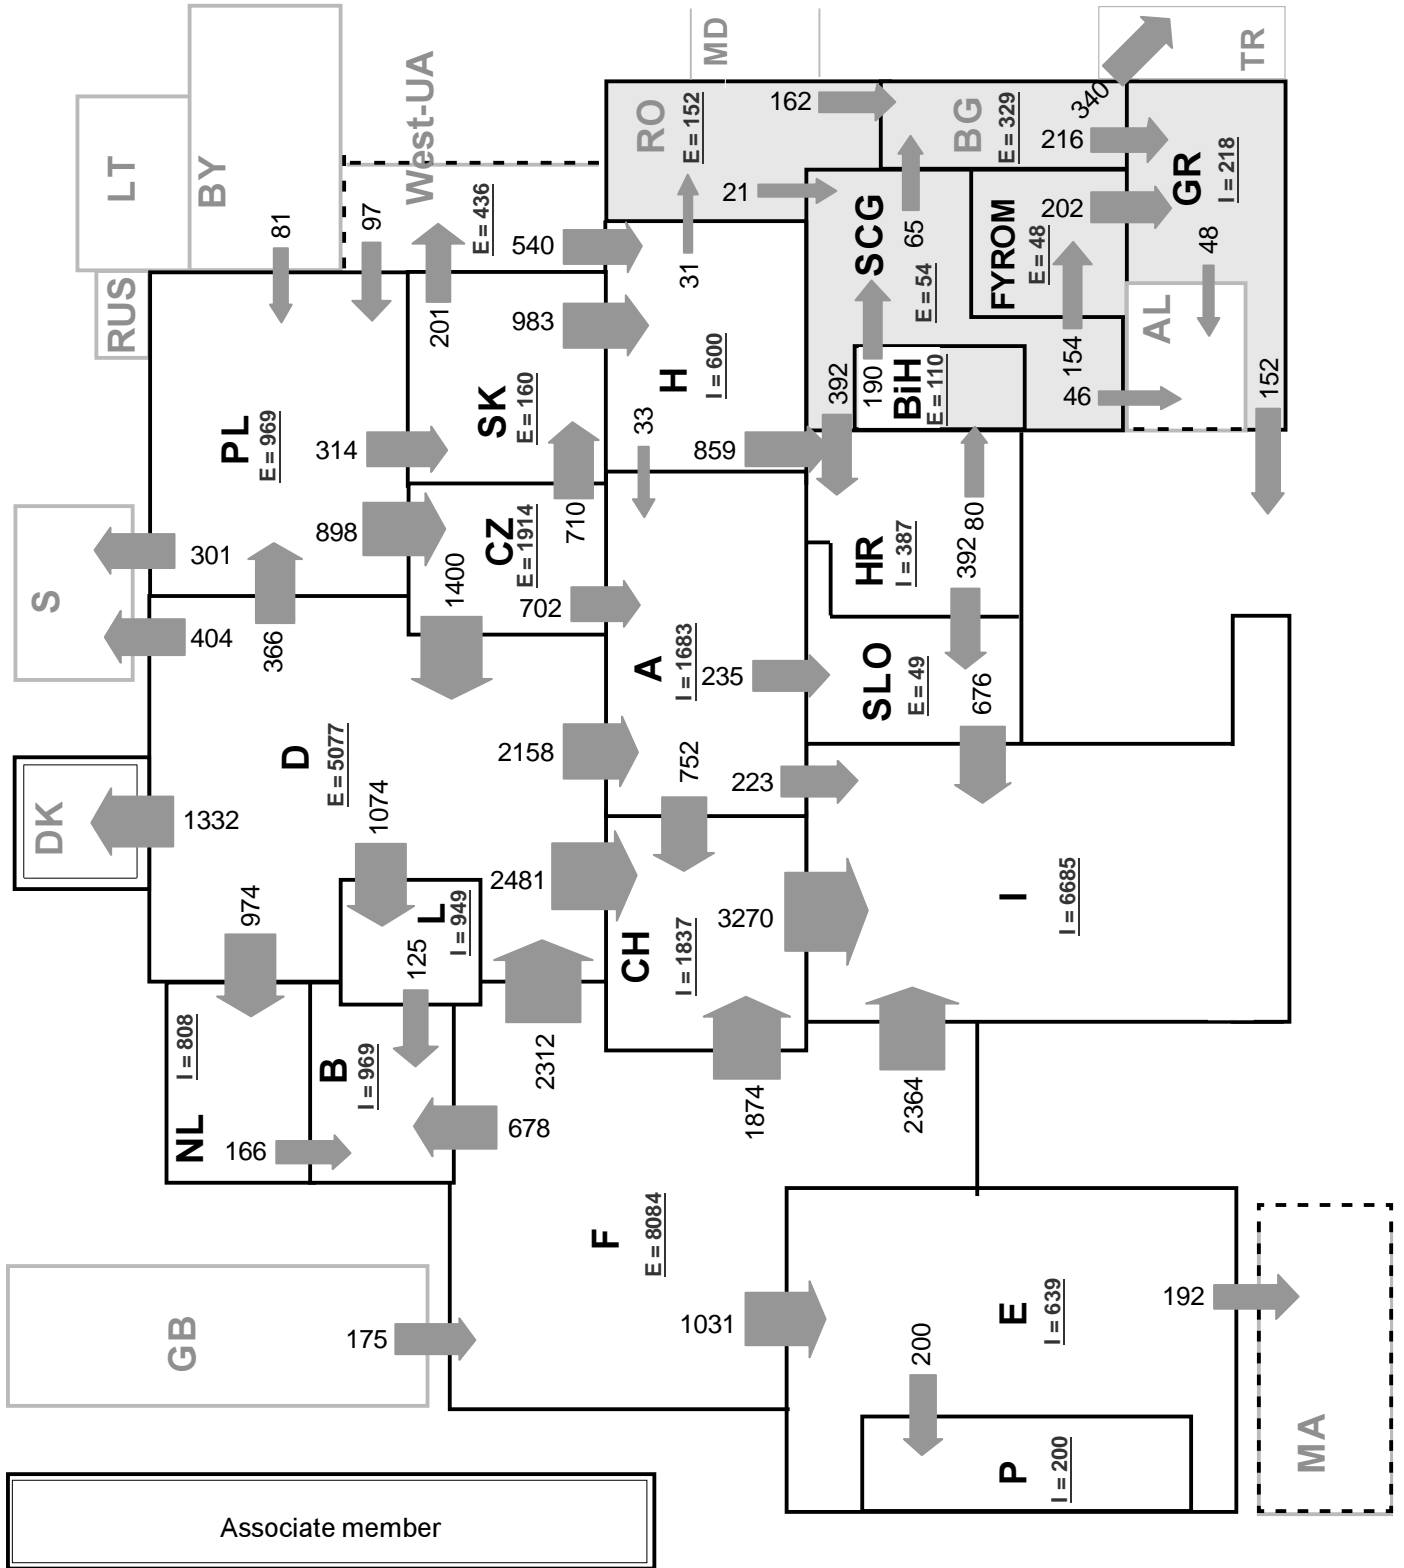 MD
TR
West-UA
LT
BY
RUS
340
RO
E = 152
162
BG
E = 329
216
GR
I = 218
21
SCG
E = 54
65
FYROM
E = 48
202
48
AL
81
97
201
E = 436
540
31
983
H
I = 600
154
46
152
190
BiH
E = 110
392
PL
E = 969
SK
E = 160
314
33
859
S
301
404
366
898
CZ
E = 1914
710
1400
702
HR
I = 387
392
80
A
I = 1683
235
SLO
E = 49
676
D
E = 5077
2158
752
223
DK
1332
1074
974
2481
L
I = 949
125
CH
I = 1837
3270
I
I = 6685
2312
1874
2364
NL
I = 808
B
I = 969
166
678
F
E = 8084
GB
175
1031
E
I = 639
192
200
P
I = 200
MA
Associate member